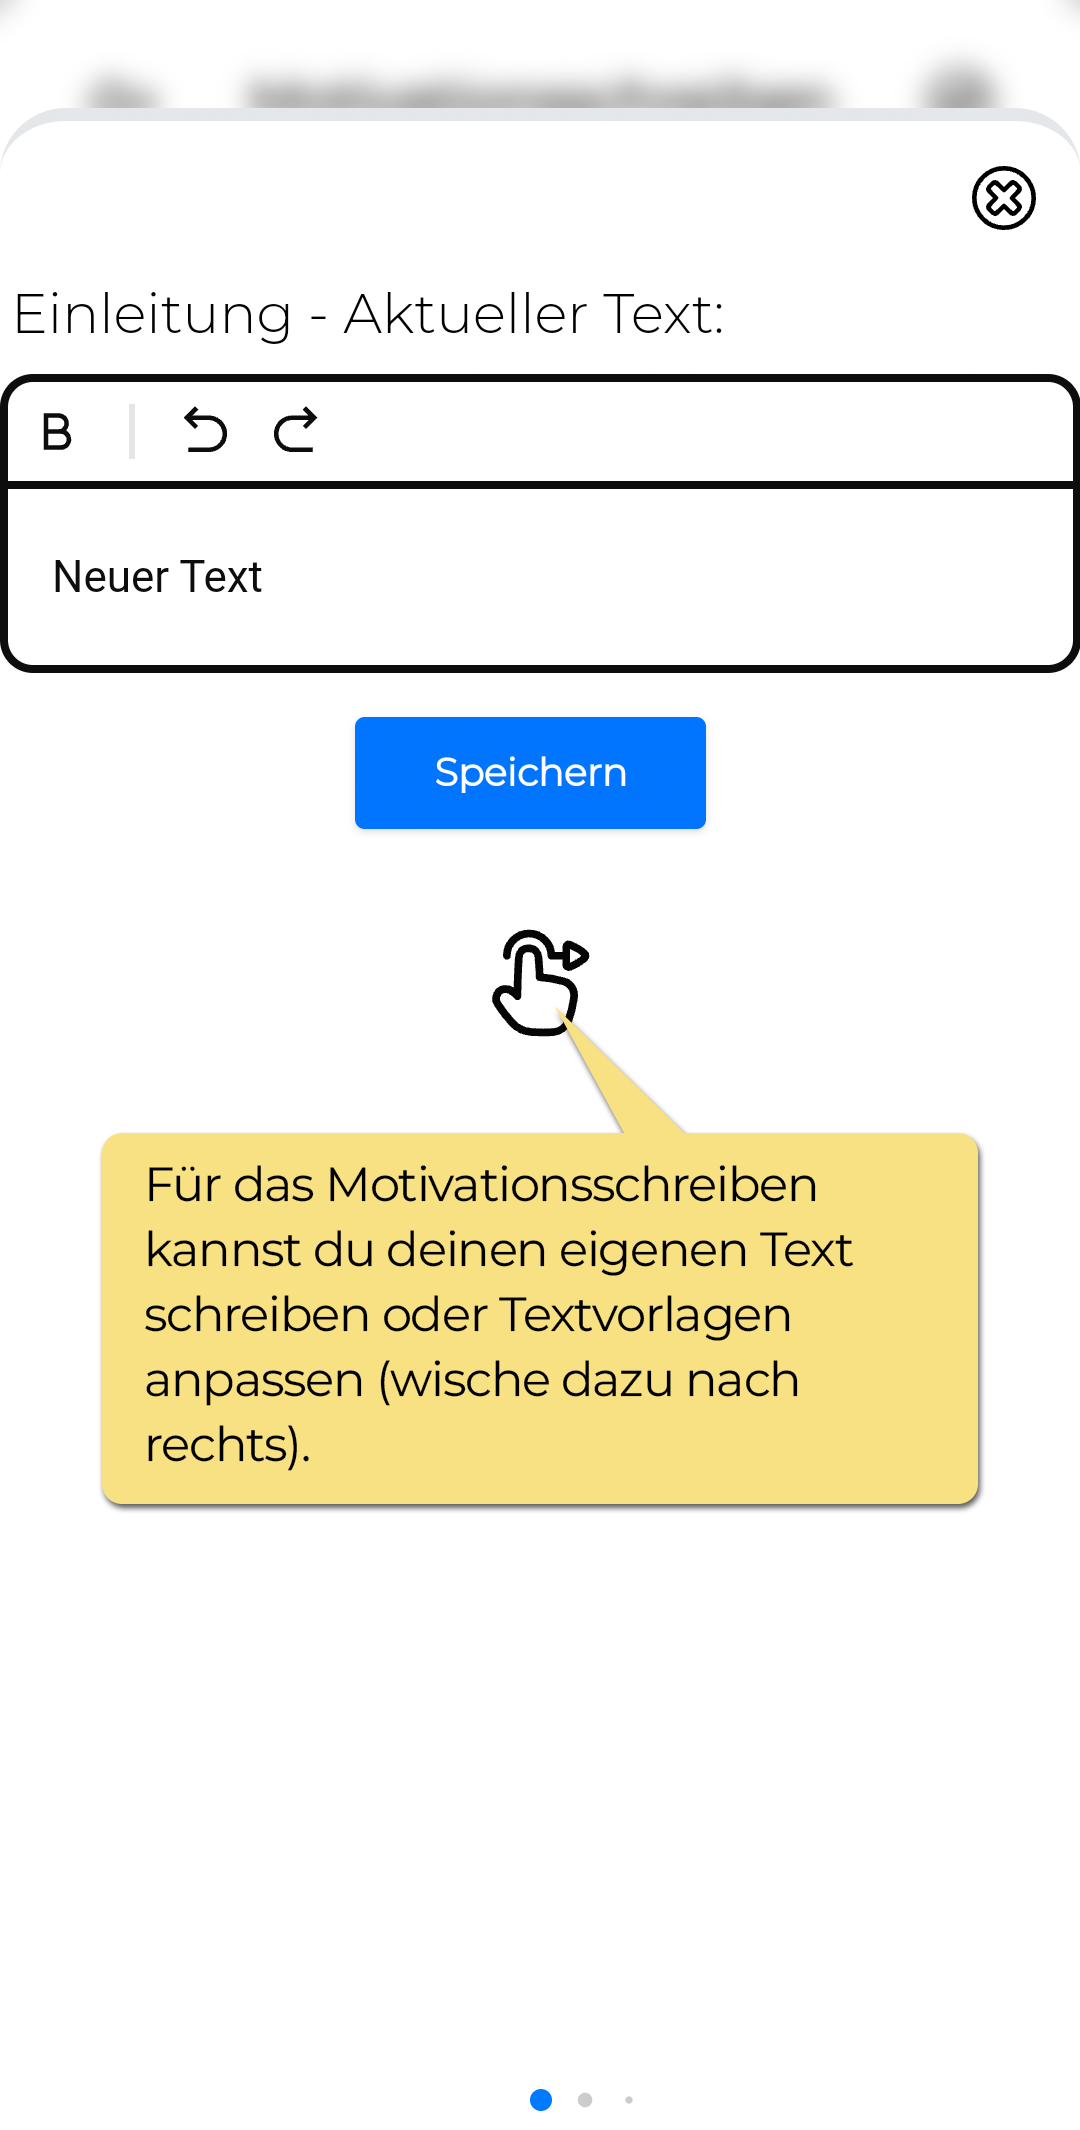 Einleitung - Aktueller Text:
B
Neuer Text
Speichern
Für das Motivationsschreiben
kannst du deinen eigenen Text
schreiben oder Textvorlagen
anpassen (wische dazu nach
rechts).